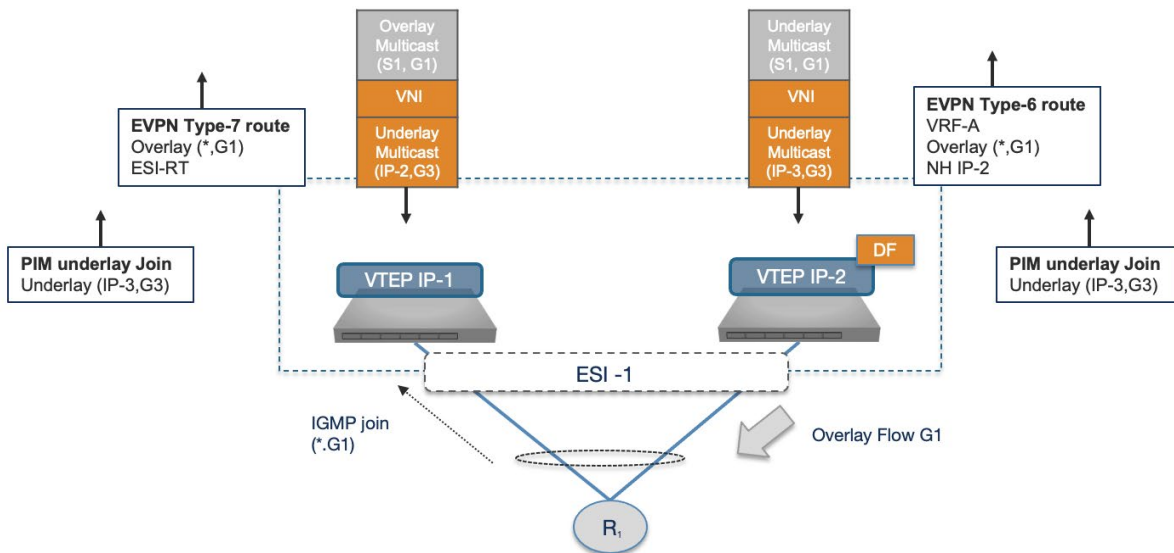 Overlay
Multicast
(S1, G1)
VNI
Underlay
Multicast
(IP-2,G3)
Underlay
Multicast
(S1, G1)
VNI
Underlay
Multicast
(IP-3,G3)
EVPN Type-7 route
Overlay (*,G1)
ESI-RT
EVPN Type-6 route
VRF-A
Overlay (*,G1)
NH IP-2
PIM underlay Join
Underlay (IP-3,G3)
VTEP IP-1
VTEP IP-2
DF
PIM underlay Join
Underlay (IP-3,G3)
ESI -1
IGMP join
(*.G1)
Overlay Flow G1
R1